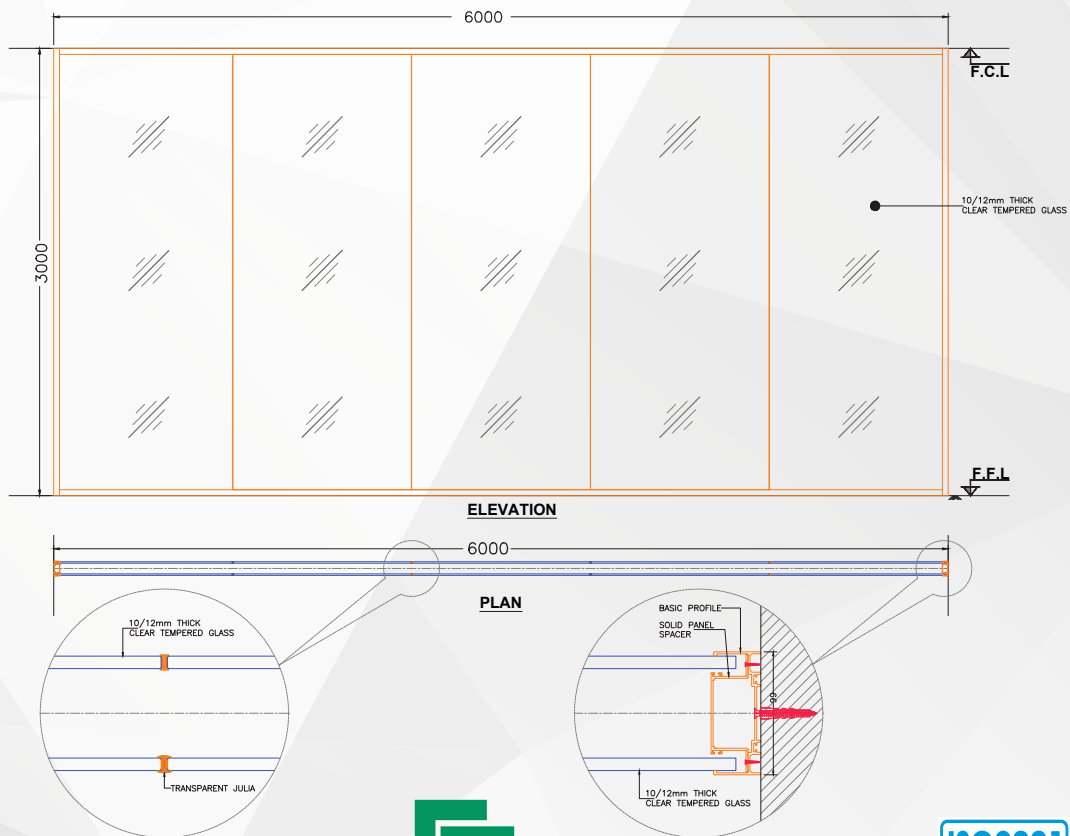 6000
F.C.L
10/12mm THICK
CLEAR TEMPERED GLASS
3000
F.F.L
ELEVATION
6000
PLAN
10/12mm THICK
CLEAR TEMPERED GLASS
TRANSPARENT JULIA
BASIC PROFILE
SOLID PANEL
SPACER
99
10/12mm THICK
CLEAR TEMPERED GLASS